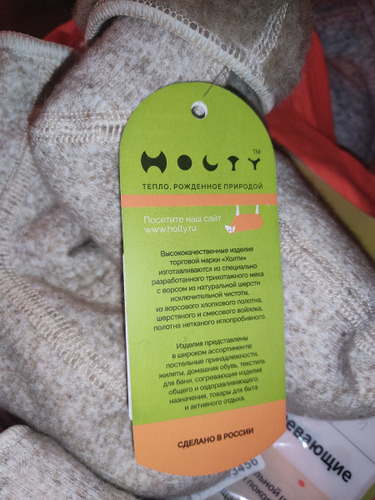 HOLTY™
ТЕПЛО, РОЖДЕННОЕ ПРИРОДОЙ
Посетите наш сайт
www.holty.ru
Высококачественные изделия
торговой марки «Холти»
изготавливаются из специально
разработанного трикотажного меха
с ворсом из натуральной шерсти
исключительной чистоты,
из ворсового хлопкового полотна,
шерстяного и смесового войлока,
полотна нетканого иглопробивного.
Изделия представлены
в широком ассортименте:
постельные принадлежности,
жилеты, домашняя обувь, текстиль
для бани, согревающие изделия
общего и оздоравливающего
назначения, товары для быта
и активного отдыха.
СДЕЛАНО В РОССИИ
евающие
3456